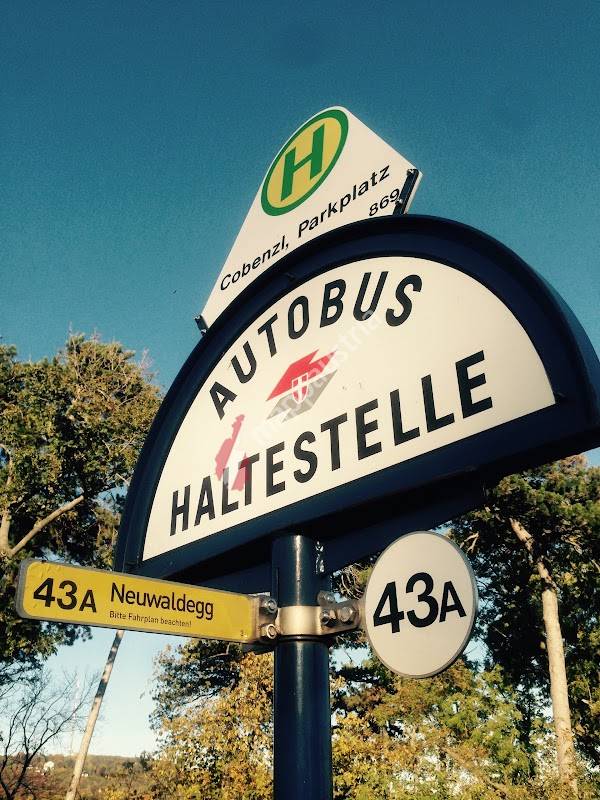 H
Cobenzl, Parkplatz
869
AUTOBUS
HALTESTELLE
43A Neuwaldegg
Bitte Fahrplan beachten!
43A